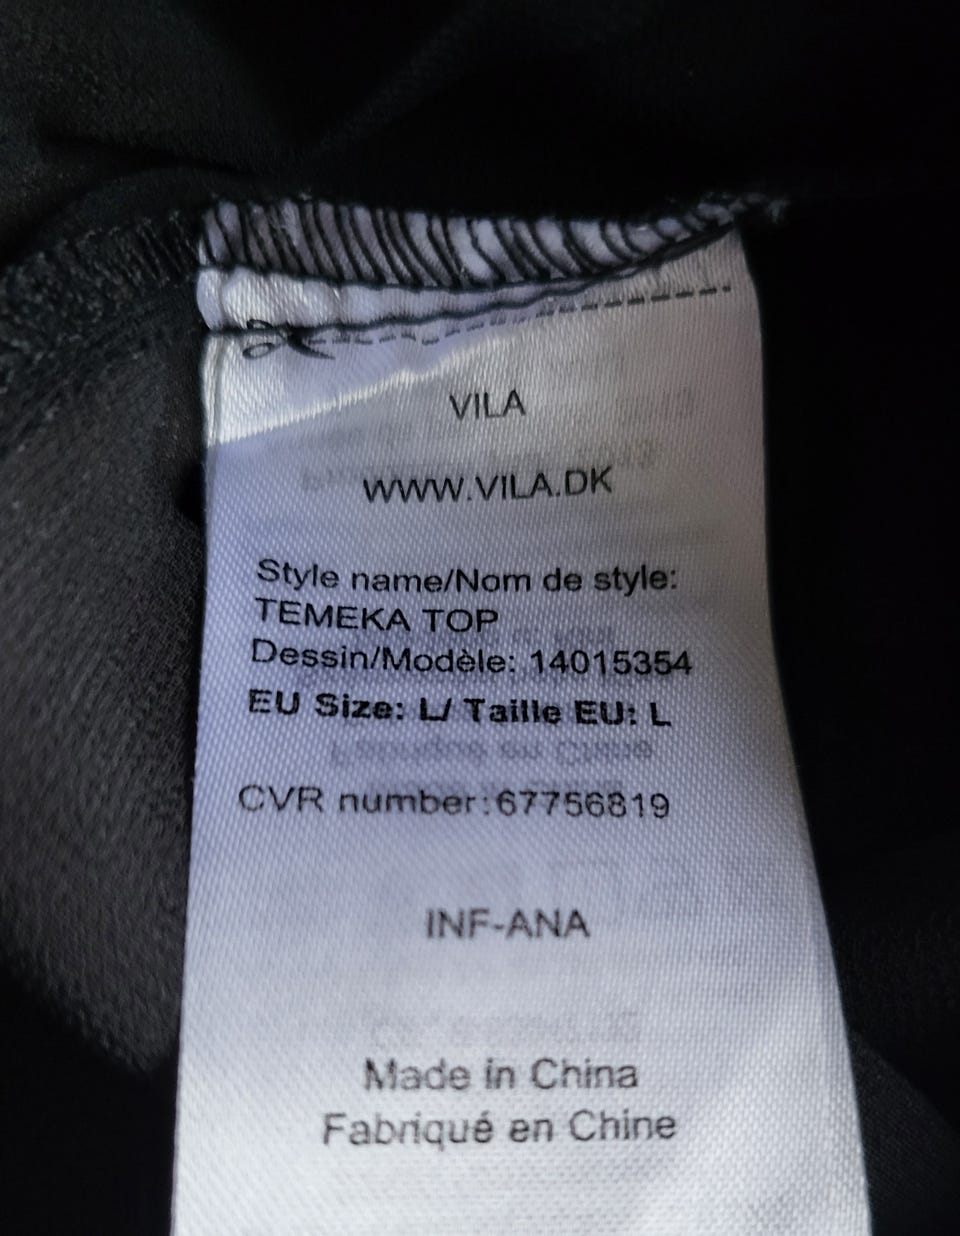 VILA
WWW.VILA.DK
Style name/Nom de style:
TEMEKA TOP
Dessin/Modèle: 14015354
EU Size: L/ Taille EU: L
CVR number:67756819
INF-ANA
Made in China
Fabriqué en Chine